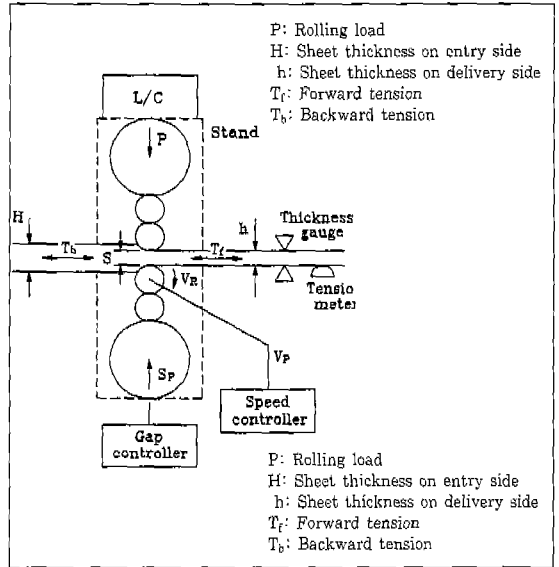 P: Rolling load
H: Sheet thickness on entry side
h: Sheet thickness on delivery side
Tf: Forward tension
Tb: Backward tension
L/C
Stand
P
H
Tb
S
Tf
h
Thickness
gauge
VR
Tensio
meter
VP
SP
Speed
controller
Gap
controller
P: Rolling load
H: Sheet thickness on entry side
h: Sheet thickness on delivery side
Tf: Forward tension
Tb: Backward tension